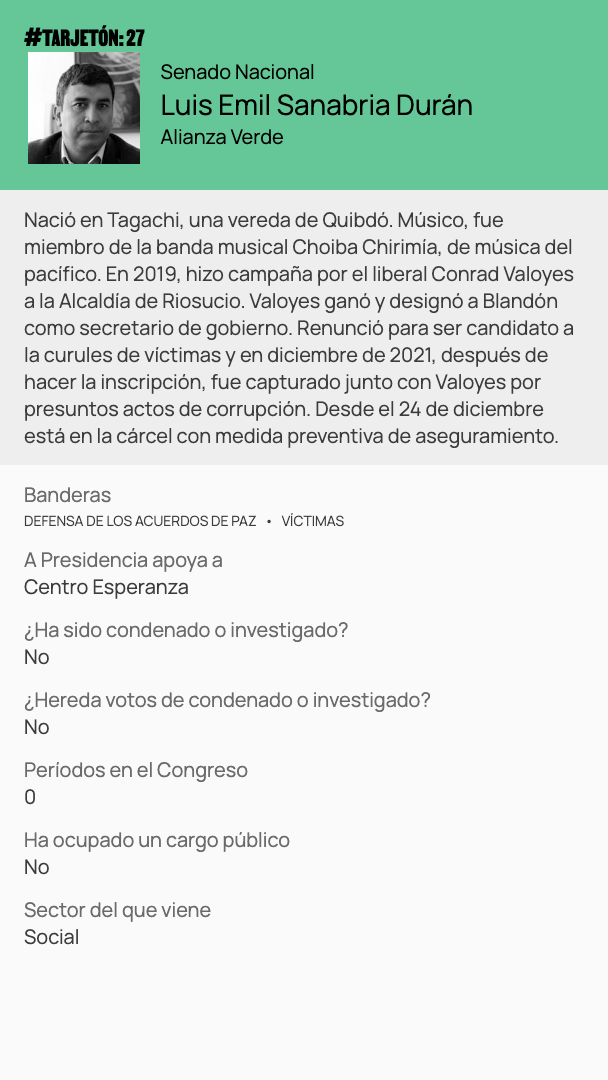 #TARJETÓN: 27
Senado Nacional
Luis Emil Sanabria Durán
Alianza Verde
Nació en Tagachi, una vereda de Quibdó. Músico, fue
miembro de la banda musical Choiba Chirimía, de música del
pacífico. En 2019, hizo campaña por el liberal Conrad Valoyes
a la Alcaldía de Riosucio. Valoyes ganó y designó a Blandón
como secretario de gobierno. Renunció para ser candidato a
la curules de víctimas y en diciembre de 2021, después de
hacer la inscripción, fue capturado junto con Valoyes por
presuntos actos de corrupción. Desde el 24 de diciembre
está en la cárcel con medida preventiva de aseguramiento.
Banderas
DEFENSA DE LOS ACUERDOS DE PAZ • VÍCTIMAS
A Presidencia apoya a
Centro Esperanza
¿Ha sido condenado o investigado?
No
¿Hereda votos de condenado o investigado?
No
Períodos en el Congreso
0
Ha ocupado un cargo público
No
Sector del que viene
Social